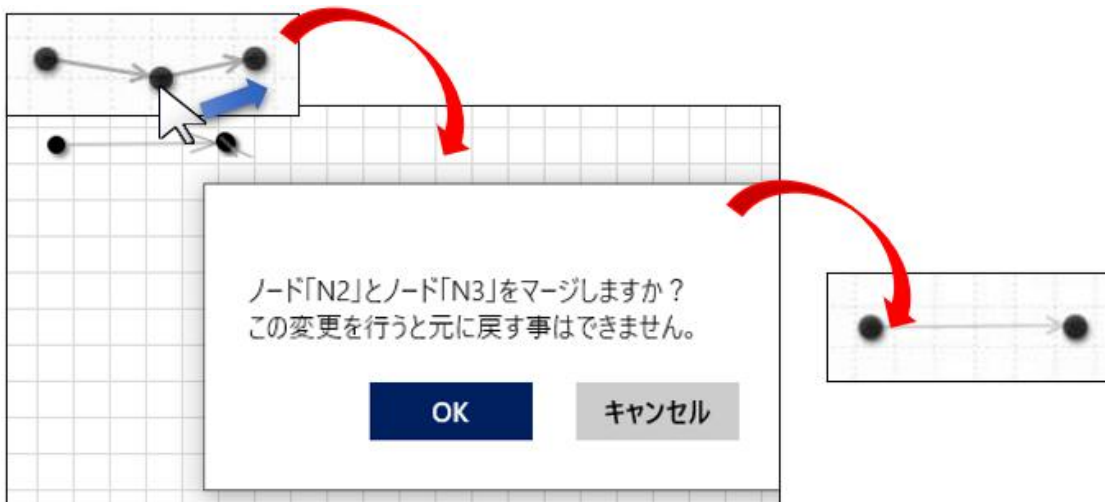 ノード「N2」とノード「N3」をマージしますか？
この変更を行うと元に戻す事はできません。
OK
キャンセル